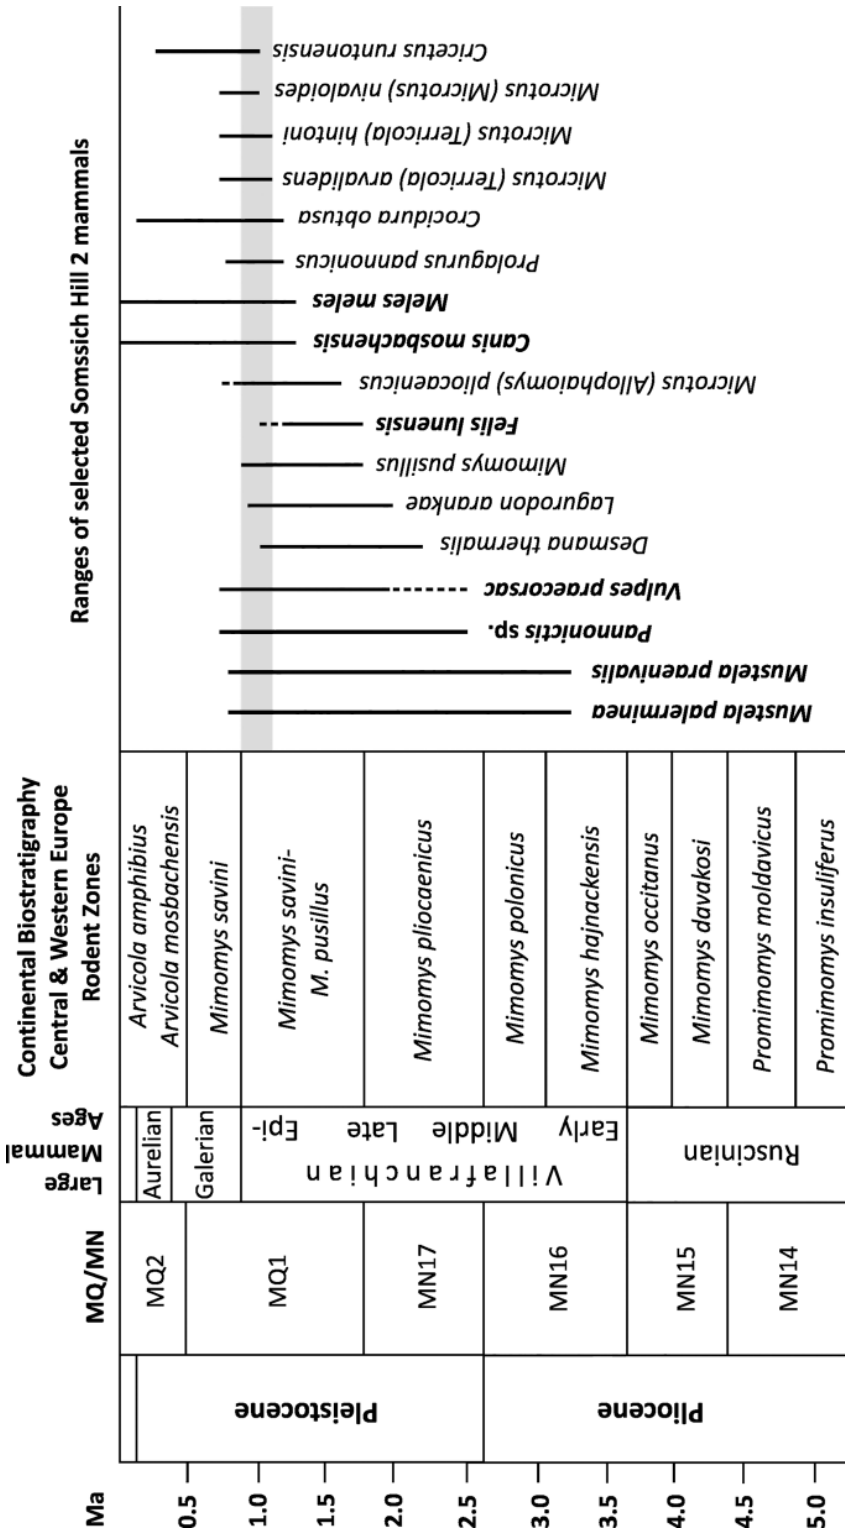 Ma
0.5
1.0
1.5
2.0
2.5
3.0
3.5
4.0
4.5
5.0
Pleistocene
Pliocene
MQ/MN
MQ2
MQ1
MN17
MN16
MN15
MN14
Large
Mammal
Ages
Aurelian
Galerian
Villafranchian
Epi-
Late
Middle
Early
Ruscinian
Continental Biostratigraphy
Central & Western Europe
Rodent Zones
Arvicola amphibius
Arvicola mosbachensis
Mimomys savini
Mimomys savini-
M. pusillus
Mimomys pliocaenicus
Mimomys polonicus
Mimomys hajnackensis
Mimomys occitanus
Mimomys davakosi
Promimomys moldavicus
Promimomys insuliferus
Ranges of selected Somssich Hill 2 mammals
Mustela palerminea
Mustela praenivalis
Pannonictis sp.
Vulpes praecorsac
Desmana thermalis
Lagurodon arankae
Mimomys pusillus
Felis lunensis
Microtus (Allophaiomys) pliocaenicus
Canis mosbachensis
Meles meles
Prolagurus pannonicus
Crocidura obtusa
Microtus (Terricola) arvalidens
Microtus (Terricola) hintoni
Microtus (Microtus) nivaloides
Cricetus runtonensis